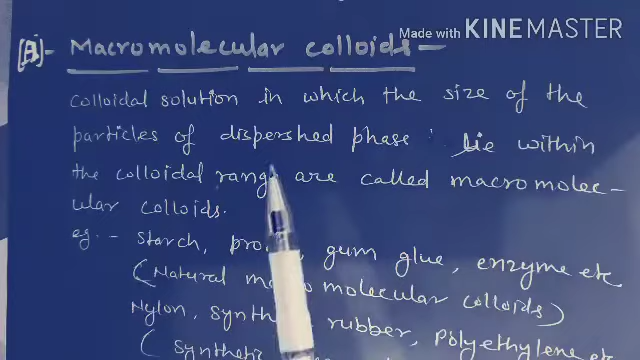 Made with KINEMASTER
[A]- Macromolecular colloids -
colloidal solution in which the size of the
particles of dispershed phase lie within
the colloidal range are called macromolec-
ular colloids.
eg. - Starch, gum glue, enzyme etc
(Natural molecular colloids)
Nylon, rubber, Polyethylene etc
(Synthetic